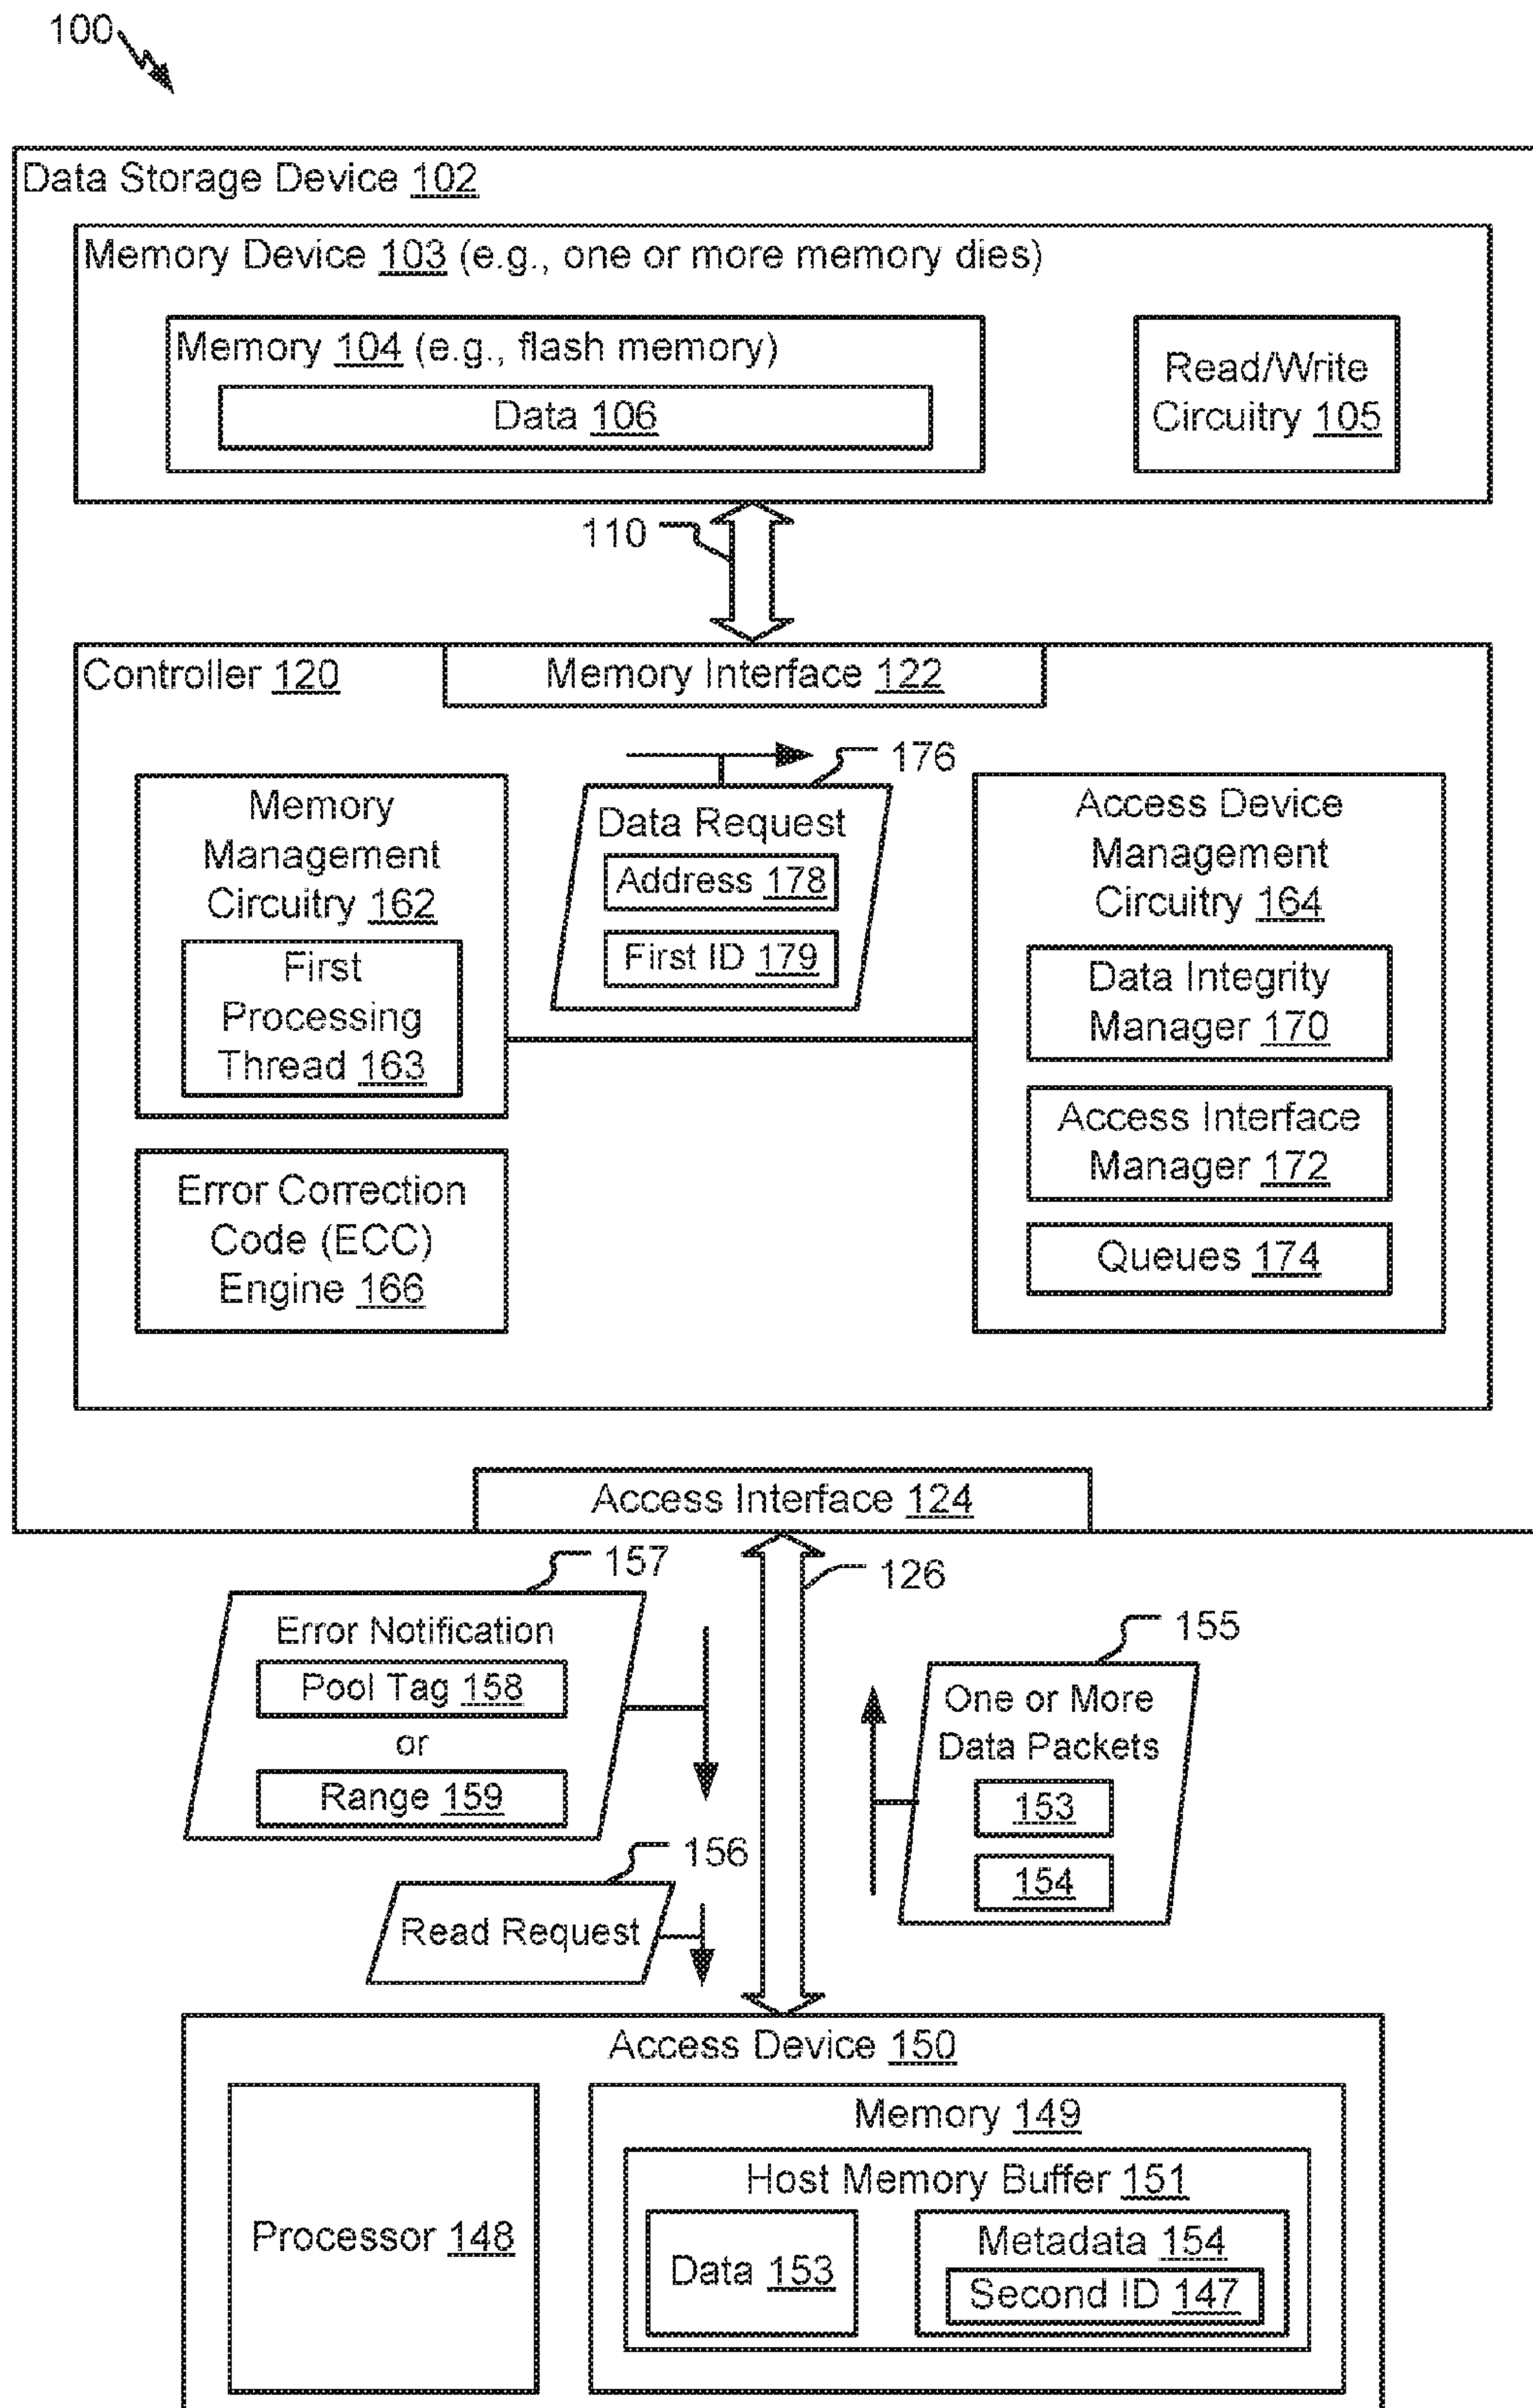 100
Data Storage Device 102
Memory Device 103 (e.g., one or more memory dies)
Memory 104 (e.g., flash memory)
Data 106
Read/Write
Circuitry 105
110
Controller 120
Memory Interface 122
Memory
Management
Circuitry 162
First
Processing
Thread 163
Error Correction
Code (ECC)
Engine 166
176
Data Request
Address 178
First ID 179
Access Device
Management
Circuitry 164
Data Integrity
Manager 170
Access Interface
Manager 172
Queues 174
Access Interface 124
157
Error Notification
Pool Tag 158
or
Range 159
126
155
One or More
Data Packets
153
154
156
Read Request
Access Device 150
Processor 148
Memory 149
Host Memory Buffer 151
Data 153
Metadata 154
Second ID 147